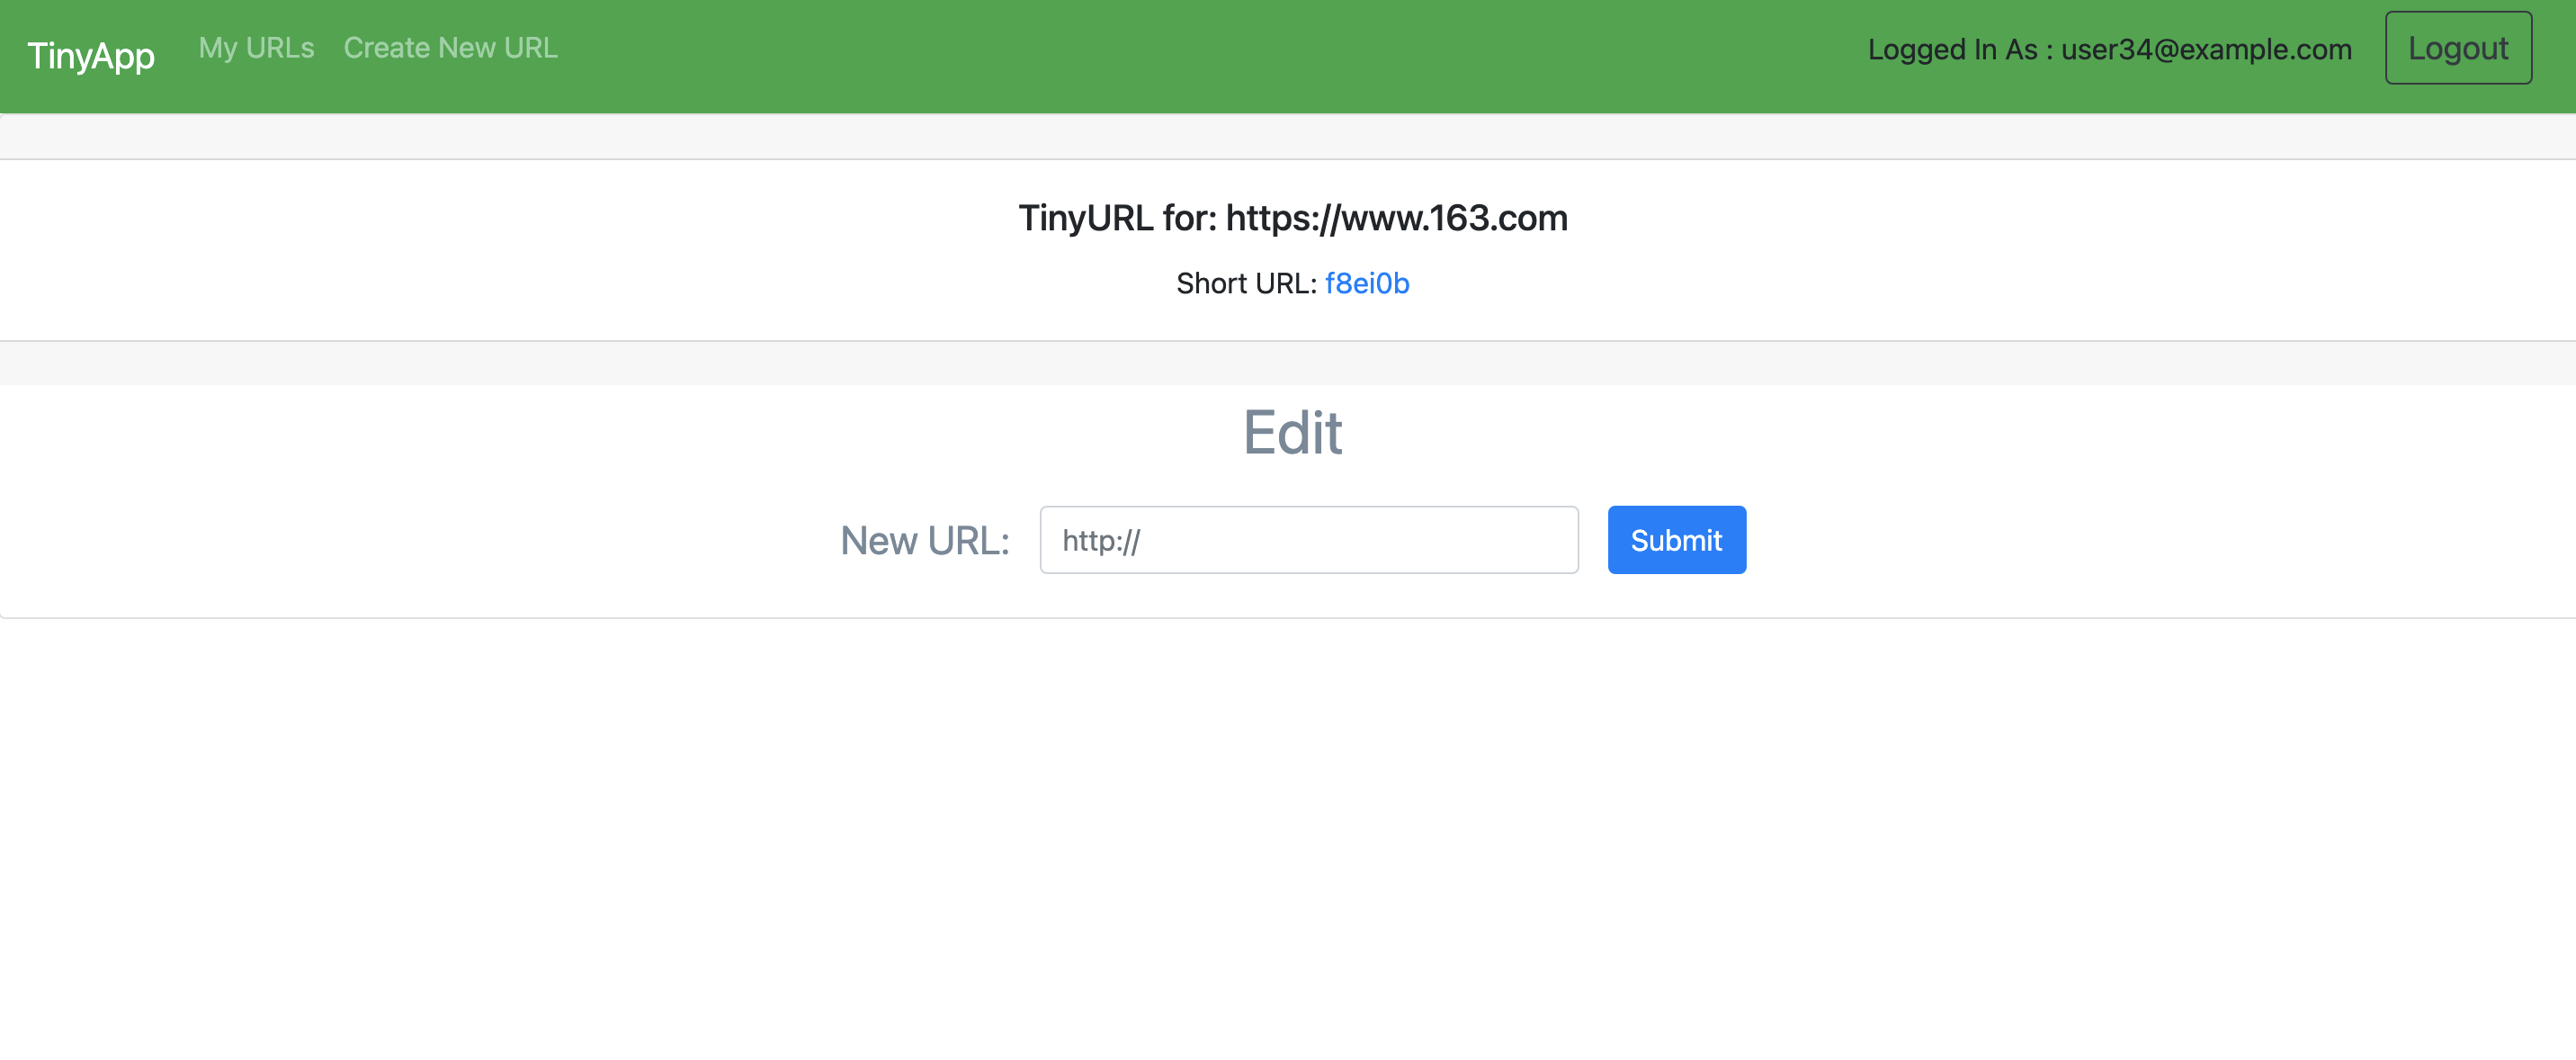 TinyApp My URLs Create New URL Logged In As : user34@example.com Logout
TinyURL for: https://www.163.com
Short URL: f8ei0b
Edit
New URL: http:// Submit